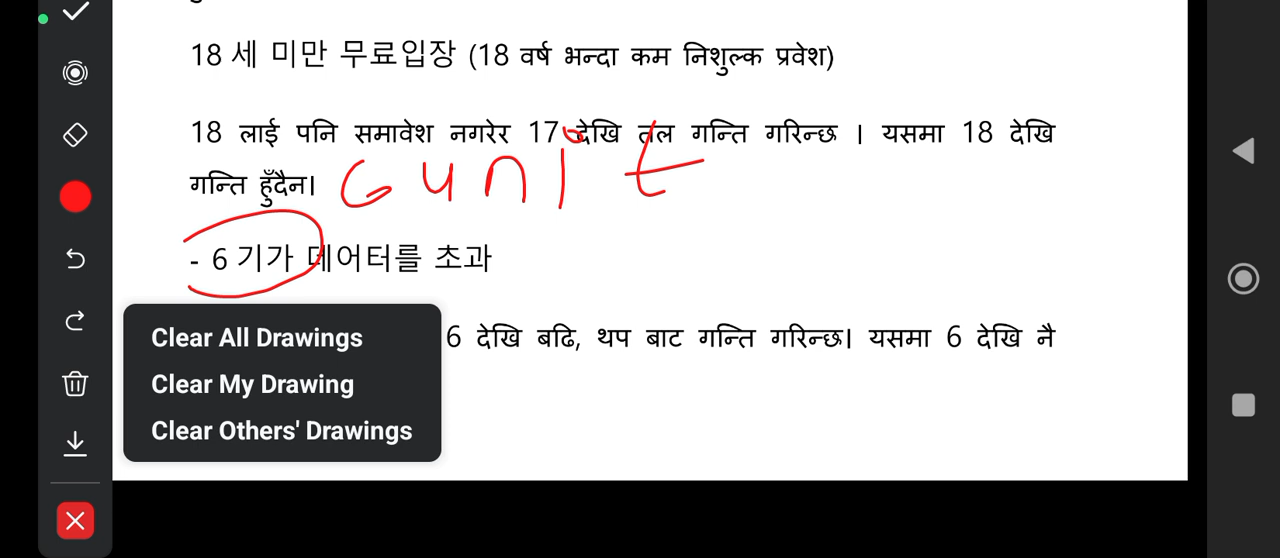 18 세 미만 무료입장 (18 वर्ष भन्दा कम निशुल्क प्रवेश)
18 लाई पनि समावेश नगरेर 17 देखि तल गन्ति गरिन्छ । यसमा 18 देखि
गन्ति हुँदैन।
Gunit
- 6 기가 데어터를 초과
6 देखि बढि, थप बाट गन्ति गरिन्छ। यसमा 6 देखि नै
Clear All Drawings
Clear My Drawing
Clear Others' Drawings